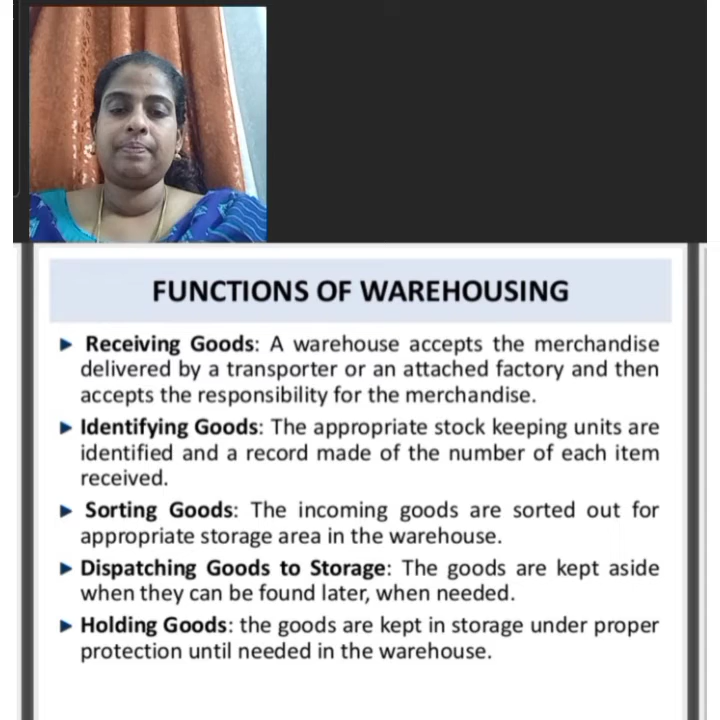 FUNCTIONS OF WAREHOUSING
Receiving Goods: A warehouse accepts the merchandise
delivered by a transporter or an attached factory and then
accepts the responsibility for the merchandise.
Identifying Goods: The appropriate stock keeping units are
identified and a record made of the number of each item
received.
Sorting Goods: The incoming goods are sorted out for
appropriate storage area in the warehouse.
Dispatching Goods to Storage: The goods are kept aside
when they can be found later, when needed.
Holding Goods: the goods are kept in storage under proper
protection until needed in the warehouse.